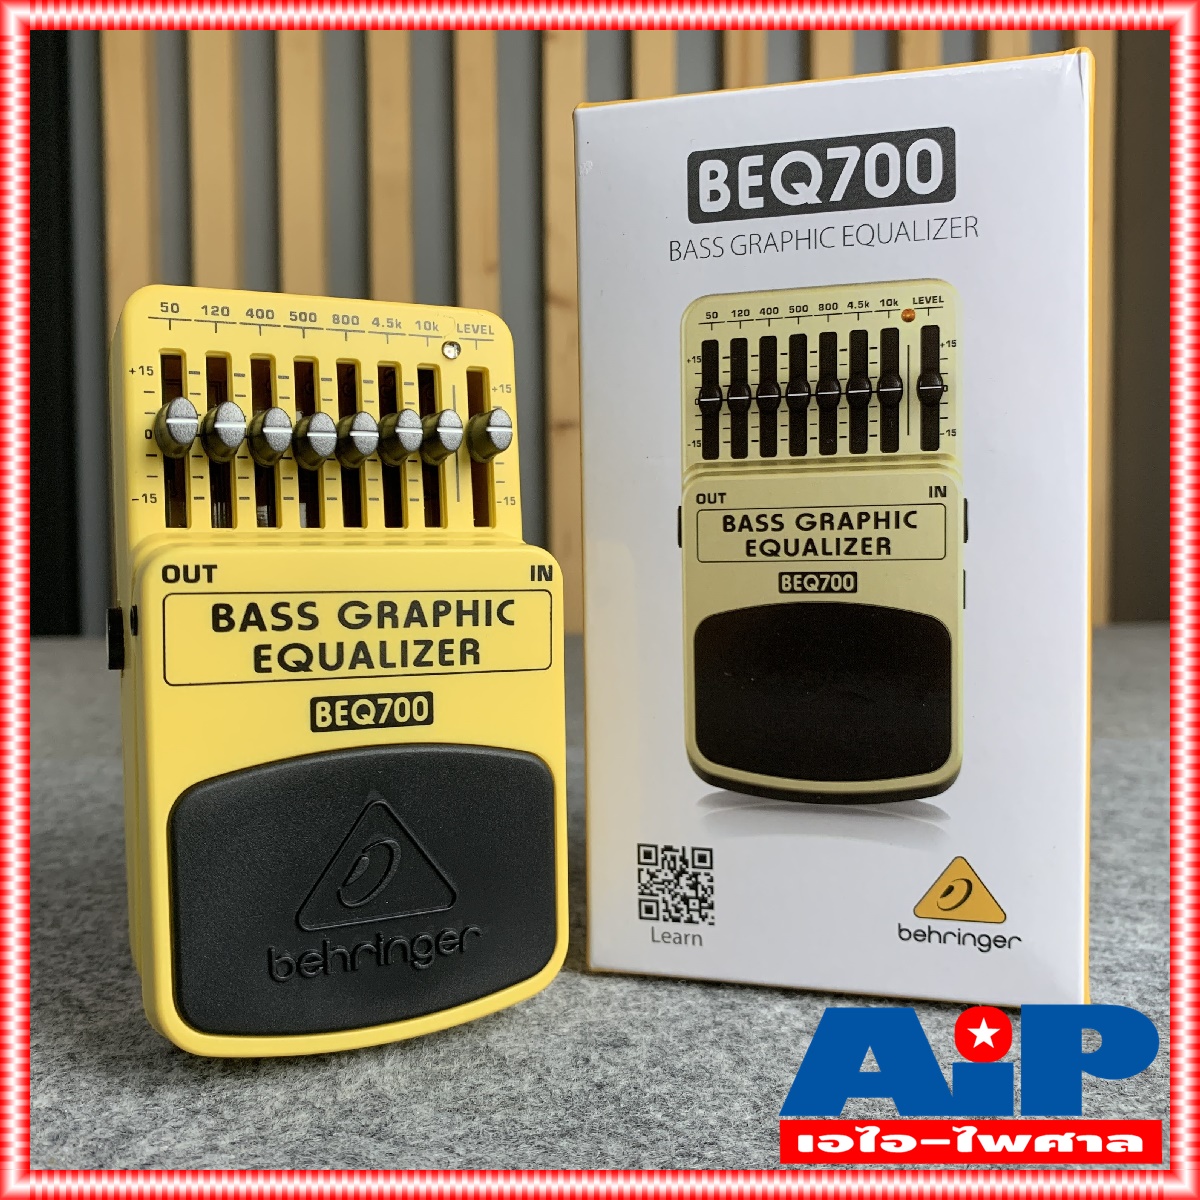 BEQ700
BASS GRAPHIC EQUALIZER
50 120 400 500 800 4.5k 10k LEVEL
+15 +15
0 0
-15 -15
OUT IN
BASS GRAPHIC
EQUALIZER
BEQ700
Learn
behringer
50 120 400 500 800 4.5k 10k LEVEL
+15 +15
0
-15 -15
OUT IN
BASS GRAPHIC
EQUALIZER
BEQ700
behringer
AiP
เอไอ-ไพศาล